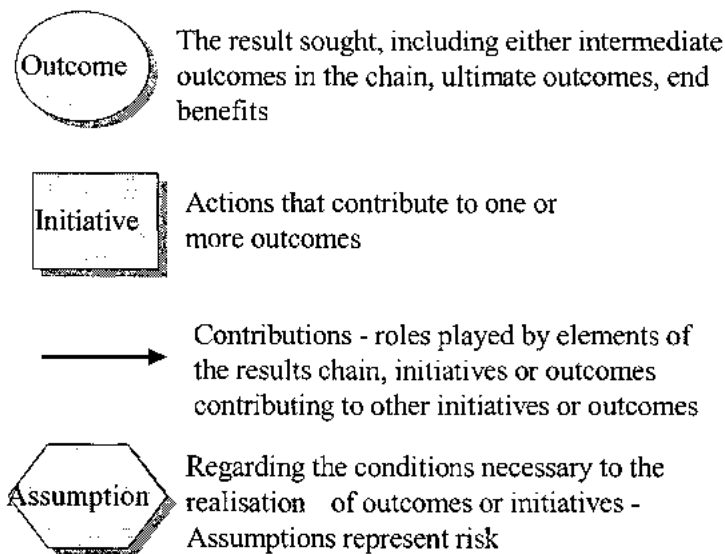 Outcome
The result sought, including either intermediate
outcomes in the chain, ultimate outcomes, end
benefits
Initiative
Actions that contribute to one or
more outcomes
Contributions - roles played by elements of
the results chain, initiatives or outcomes
contributing to other initiatives or outcomes
Assumption
Regarding the conditions necessary to the
realisation of outcomes or initiatives -
Assumptions represent risk